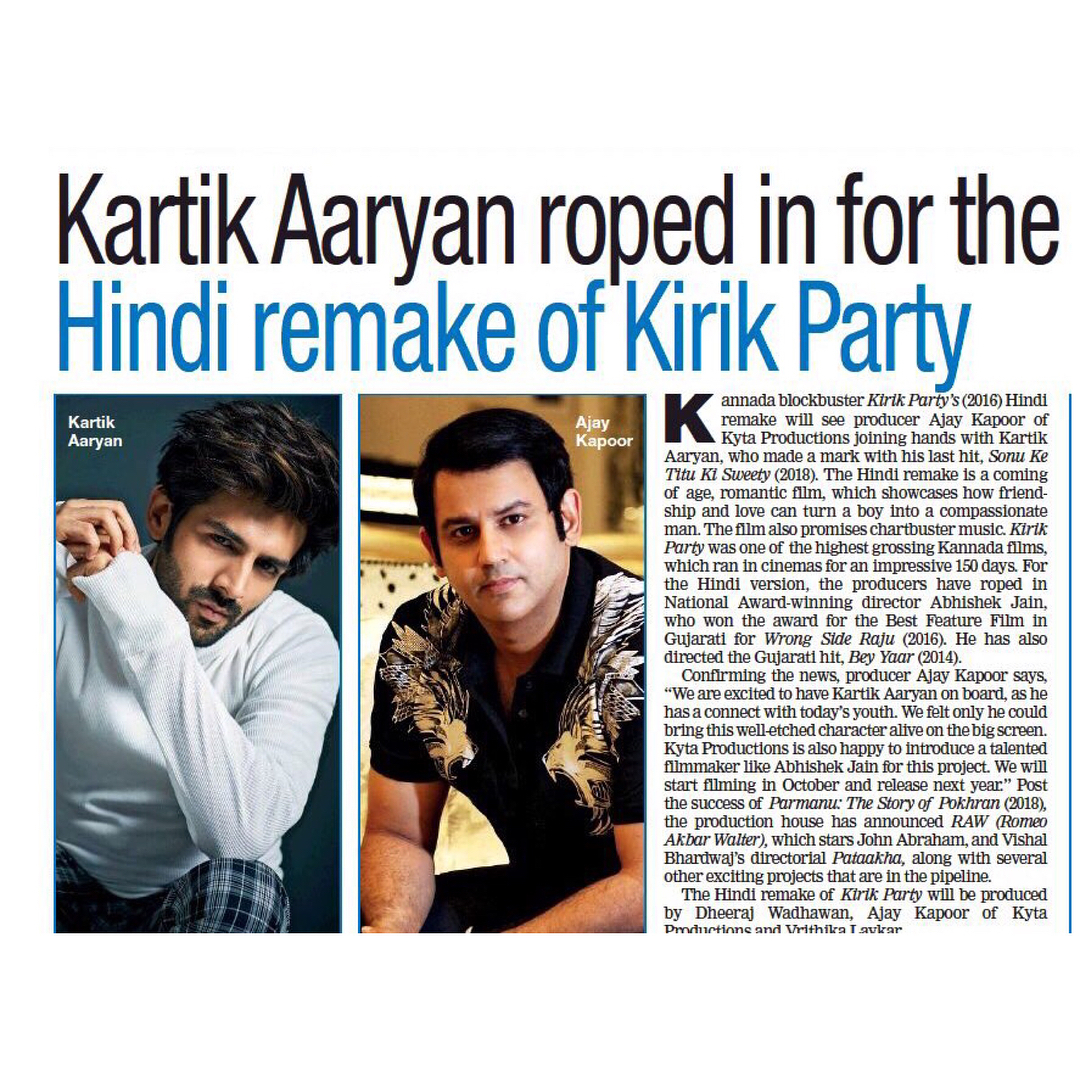 Kartik Aaryan roped in for the
Hindi remake of Kirik Party
Kartik
Aaryan
Ajay
Kapoor
Kannada blockbuster Kirik Party's (2016) Hindi
remake will see producer Ajay Kapoor of
Kyta Productions joining hands with Kartik
Aaryan, who made a mark with his last hit, Sonu Ke
Titu Ki Sweety (2018). The Hindi remake is a coming
of age, romantic film, which showcases how friend-
ship and love can turn a boy into a compassionate
man. The film also promises chartbuster music. Kirik
Party was one of the highest grossing Kannada films,
which ran in cinemas for an impressive 150 days. For
the Hindi version, the producers have roped in
National Award-winning director Abhishek Jain,
who won the award for the Best Feature Film in
Gujarati for Wrong Side Raju (2016). He has also
directed the Gujarati hit, Bey Yaar (2014).
Confirming the news, producer Ajay Kapoor says,
“We are excited to have Kartik Aaryan on board, as he
has a connect with today's youth. We felt only he could
bring this well-etched character alive on the big screen.
Kyta Productions is also happy to introduce a talented
filmmaker like Abhishek Jain for this project. We will
start filming in October and release next year.” Post
the success of Parmanu: The Story of Pokhran (2018),
the production house has announced RAW (Romeo
Akbar Walter), which stars John Abraham, and Vishal
Bhardwaj's directorial Pataakha, along with several
other exciting projects that are in the pipeline.
The Hindi remake of Kirik Party will be produced
by Dheeraj Wadhawan, Ajay Kapoor of Kyta
Productions and Vrithika Lavkar.